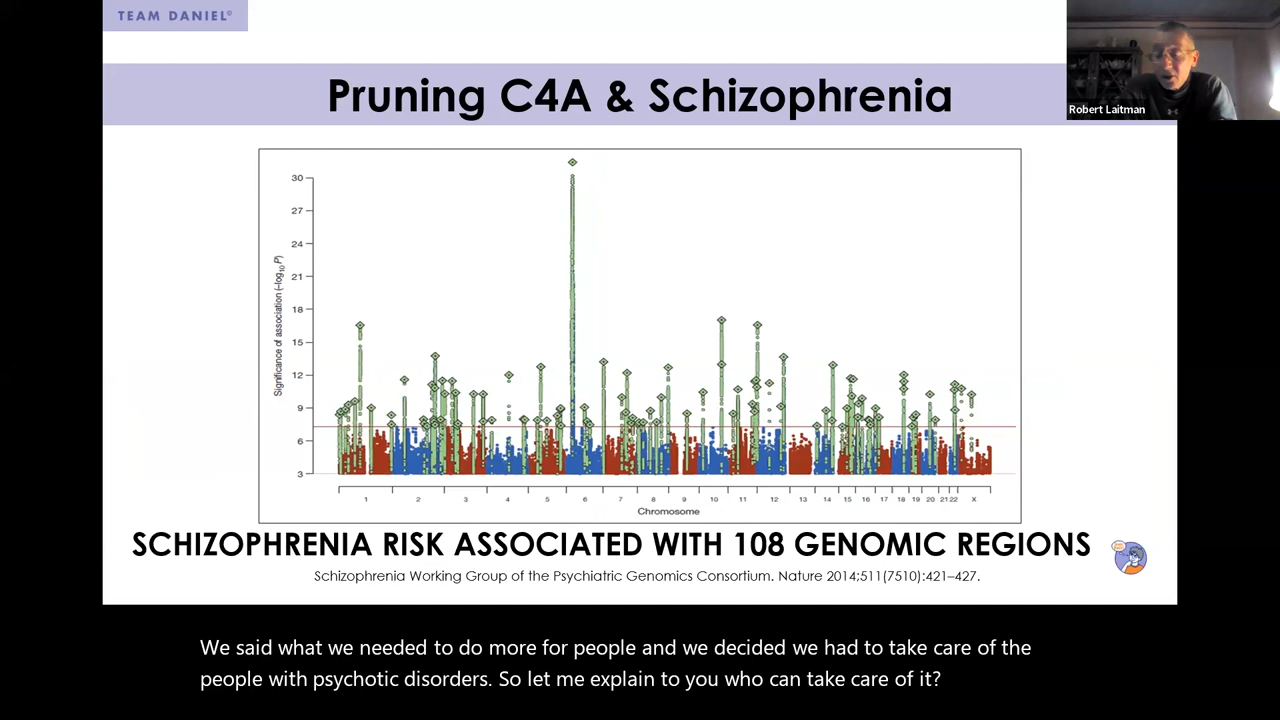 TEAM DANIEL©
Robert Laitman
Pruning C4A & Schizophrenia
Significance of association (–log10 P)
30
27
24
21
18
15
12
9
6
3
1 2 3 4 5 6 7 8 9 10 11 12 13 14 15 16 17 18 19 20 21 22 X
Chromosome
SCHIZOPHRENIA RISK ASSOCIATED WITH 108 GENOMIC REGIONS
Schizophrenia Working Group of the Psychiatric Genomics Consortium. Nature 2014;511(7510):421–427.
We said what we needed to do more for people and we decided we had to take care of the
people with psychotic disorders. So let me explain to you who can take care of it?